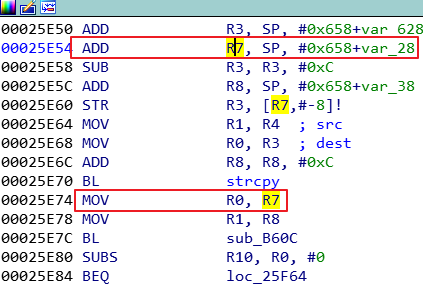 00025E50 ADD R3, SP, #0x658+var_628
00025E54 ADD R7, SP, #0x658+var_28
00025E58 SUB R3, R3, #0xC
00025E5C ADD R8, SP, #0x658+var_38
00025E60 STR R3, [R7,#-8]!
00025E64 MOV R1, R4 ; src
00025E68 MOV R0, R3 ; dest
00025E6C ADD R8, R8, #0xC
00025E70 BL strcpy
00025E74 MOV R0, R7
00025E78 MOV R1, R8
00025E7C BL sub_B60C
00025E80 SUBS R10, R0, #0
00025E84 BEQ loc_25F64